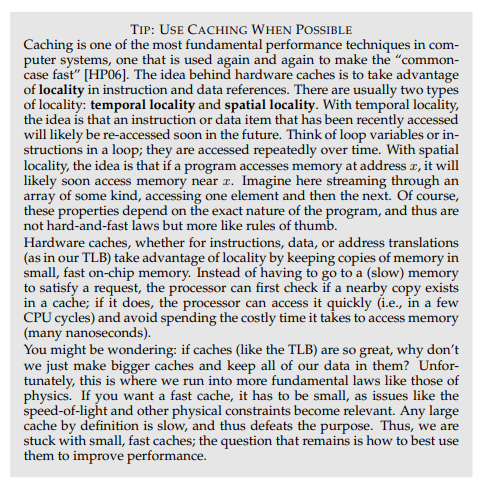 TIP: USE CACHING WHEN POSSIBLE
Caching is one of the most fundamental performance techniques in com-
puter systems, one that is used again and again to make the “common-
case fast” [HP06]. The idea behind hardware caches is to take advantage
of locality in instruction and data references. There are usually two types
of locality: temporal locality and spatial locality. With temporal locality,
the idea is that an instruction or data item that has been recently accessed
will likely be re-accessed soon in the future. Think of loop variables or in-
structions in a loop; they are accessed repeatedly over time. With spatial
locality, the idea is that if a program accesses memory at address x, it will
likely soon access memory near x. Imagine here streaming through an
array of some kind, accessing one element and then the next. Of course,
these properties depend on the exact nature of the program, and thus are
not hard-and-fast laws but more like rules of thumb.
Hardware caches, whether for instructions, data, or address translations
(as in our TLB) take advantage of locality by keeping copies of memory in
small, fast on-chip memory. Instead of having to go to a (slow) memory
to satisfy a request, the processor can first check if a nearby copy exists
in a cache; if it does, the processor can access it quickly (i.e., in a few
CPU cycles) and avoid spending the costly time it takes to access memory
(many nanoseconds).
You might be wondering: if caches (like the TLB) are so great, why don’t
we just make bigger caches and keep all of our data in them? Unfor-
tunately, this is where we run into more fundamental laws like those of
physics. If you want a fast cache, it has to be small, as issues like the
speed-of-light and other physical constraints become relevant. Any large
cache by definition is slow, and thus defeats the purpose. Thus, we are
stuck with small, fast caches; the question that remains is how to best use
them to improve performance.